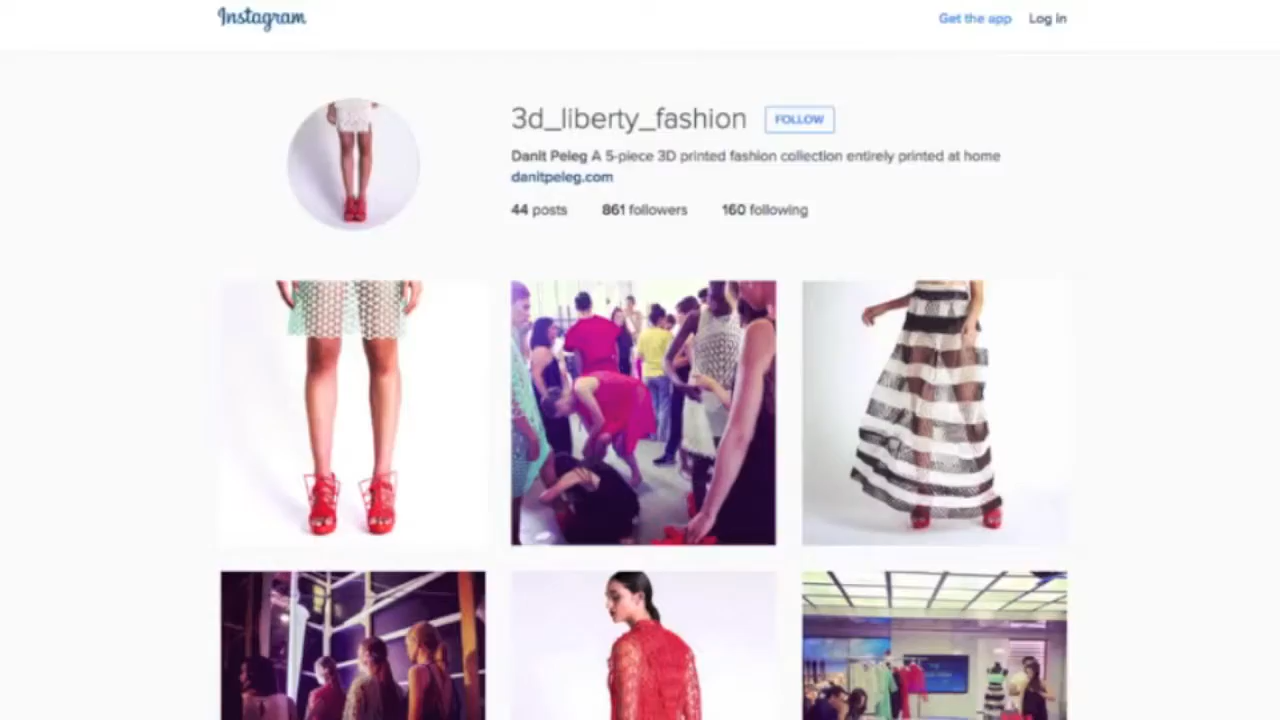 Instagram
Get the app Log in
3d_liberty_fashion FOLLOW
Danit Peleg A 5-piece 3D printed fashion collection entirely printed at home
danitpeleg.com
44 posts 861 followers 160 following